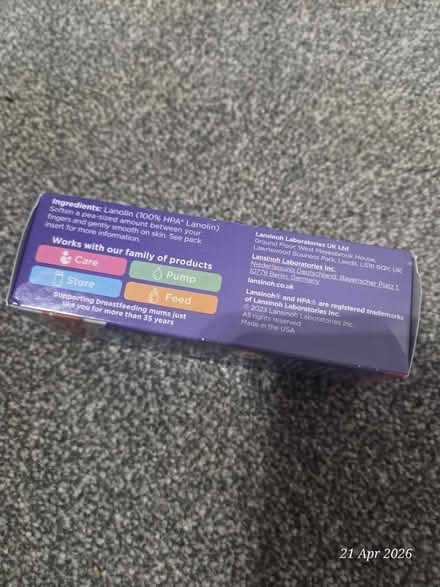 Ingredients: Lanolin (100% HPA® Lanolin)
Soften a pea-sized amount between your
fingers and gently smooth on skin. See pack
insert for more information.
Works with our family of products
Care
Pump
Store
Feed
Supporting breastfeeding mums just
like you for more than 35 years
Lansinoh Laboratories UK Ltd
Ground Floor, West
House,
Lawnswood Business Park, Leeds, LS16 6QY, UK
Lansinoh Laboratories Inc.
Niederlassung Deutschland, Bayerischer Platz 1,
10779 Berlin, Germany
lansinoh.co.uk
Lansinoh® and HPA® are registered trademarks
of Lansinoh Laboratories Inc.
© 2023 Lansinoh Laboratories Inc.
All rights reserved
Made in the USA
21 Apr 2026